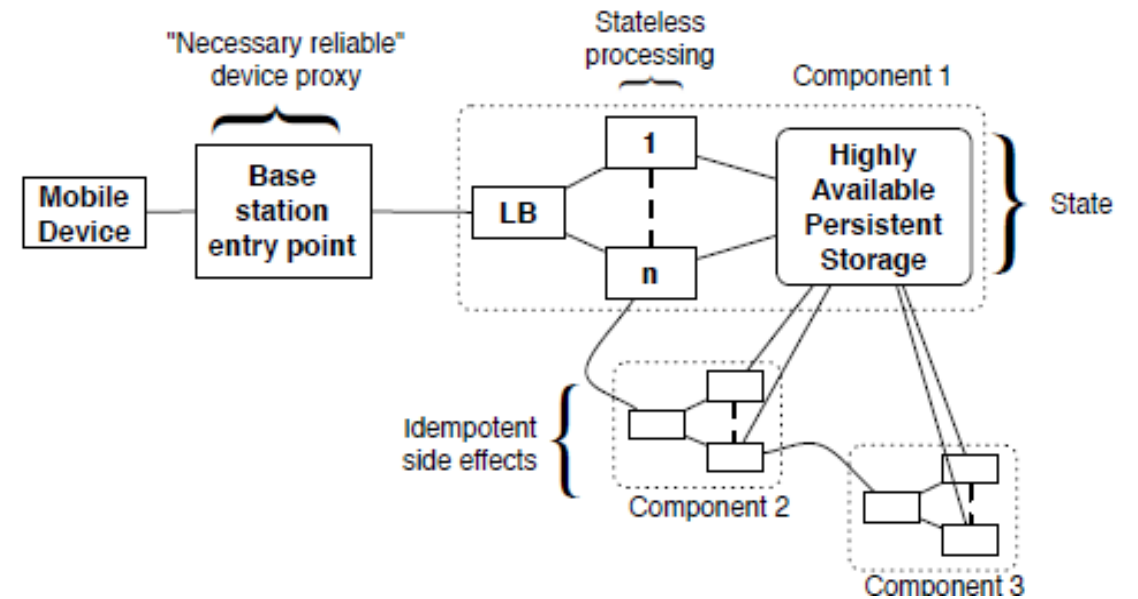 "Necessary reliable"
device proxy
Stateless
processing
Component 1
Mobile
Device
Base
station
entry point
LB
1
n
Highly
Available
Persistent
Storage
State
Idempotent
side effects
Component 2
Component 3